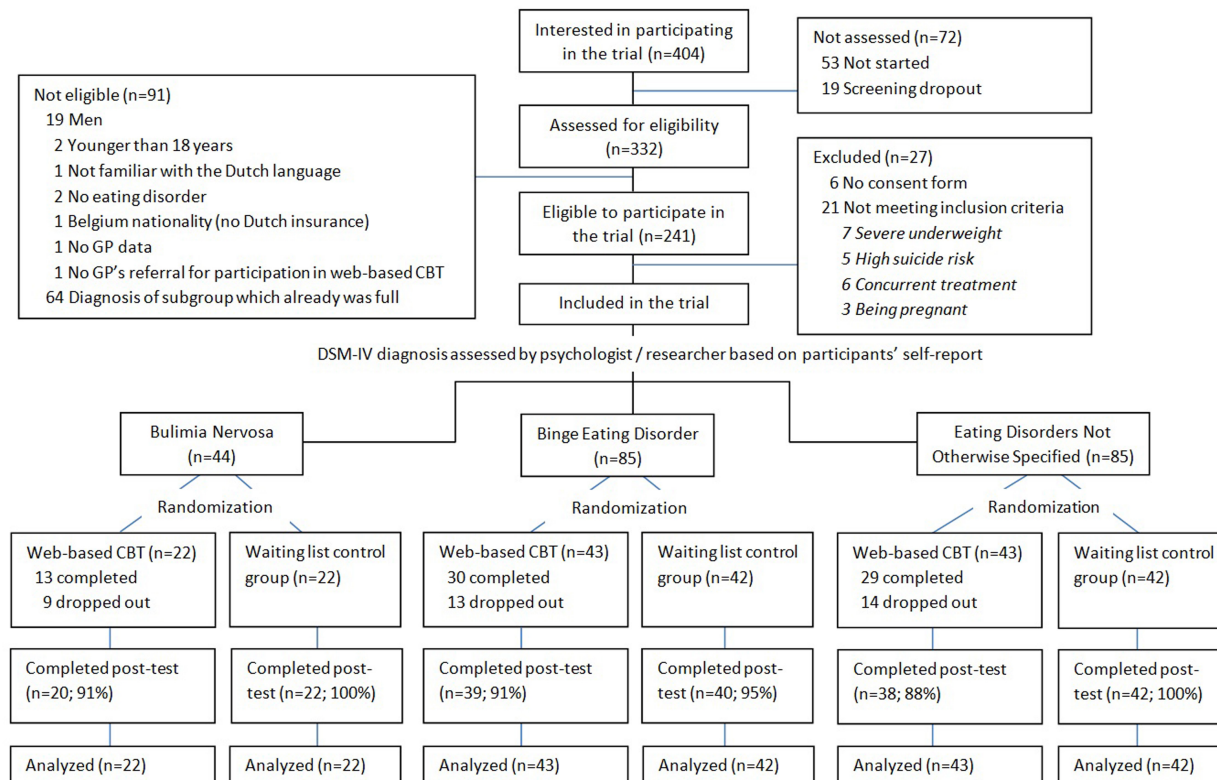 Interested in participating
in the trial (n=404)
Not assessed (n=72)
53 Not started
19 Screening dropout
Not eligible (n=91)
19 Men
2 Younger than 18 years
1 Not familiar with the Dutch language
2 No eating disorder
1 Belgium nationality (no Dutch insurance)
1 No GP data
1 No GP’s referral for participation in web-based CBT
64 Diagnosis of subgroup which already was full
Assessed for eligibility
(n=332)
Excluded (n=27)
6 No consent form
21 Not meeting inclusion criteria
7 Severe underweight
5 High suicide risk
6 Concurrent treatment
3 Being pregnant
Eligible to participate in
the trial (n=241)
Included in the trial
DSM-IV diagnosis assessed by psychologist / researcher based on participants’ self-report
Bulimia Nervosa
(n=44)
Binge Eating Disorder
(n=85)
Eating Disorders Not
Otherwise Specified (n=85)
Randomization
Randomization
Randomization
Web-based CBT (n=22)
13 completed
9 dropped out
Waiting list control
group (n=22)
Web-based CBT (n=43)
30 completed
13 dropped out
Waiting list control
group (n=42)
Web-based CBT (n=43)
29 completed
14 dropped out
Waiting list control
group (n=42)
Completed post-test
(n=20; 91%)
Completed post-
test (n=22; 100%)
Completed post-test
(n=39; 91%)
Completed post-
test (n=40; 95%)
Completed post-test
(n=38; 88%)
Completed post-
test (n=42; 100%)
Analyzed (n=22)
Analyzed (n=22)
Analyzed (n=43)
Analyzed (n=42)
Analyzed (n=43)
Analyzed (n=42)